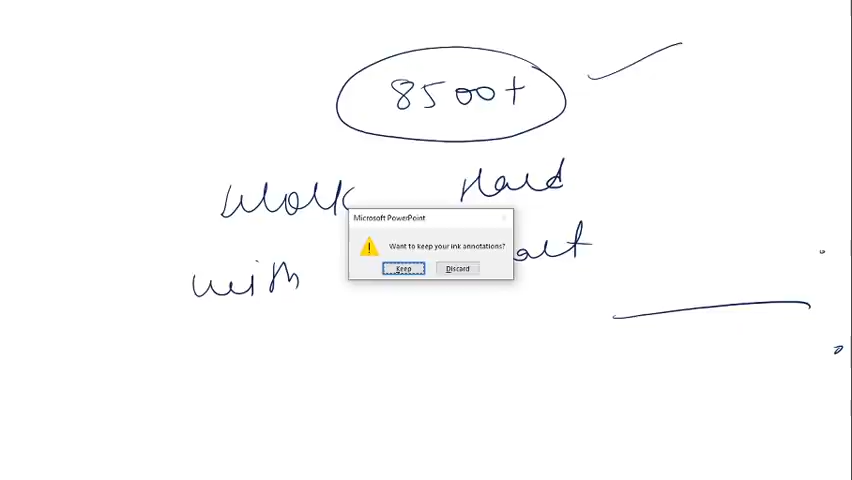 8500+
Work Hard
Microsoft PowerPoint
Want to keep your ink annotations?
Keep Discard
with